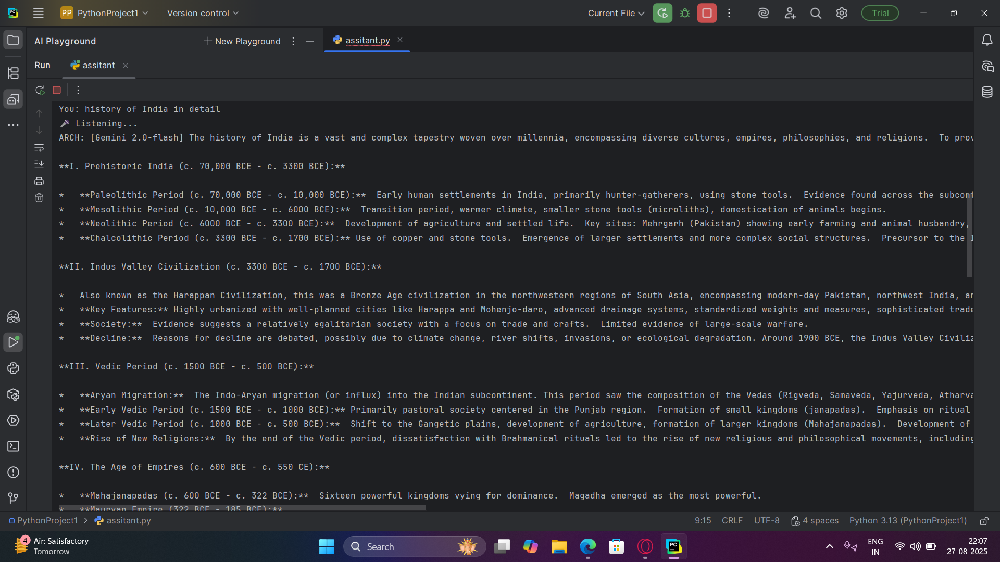 PC
PP PythonProject1
Version control
Current File
Trial
AI Playground
New Playground
assitant.py
Run
assitant
You: history of India in detail
Listening...
ARCH: [Gemini 2.0-flash] The history of India is a vast and complex tapestry woven over millennia, encompassing diverse cultures, empires, philosophies, and religions.  To prov
**I. Prehistoric India (c. 70,000 BCE - c. 3300 BCE):**
*   **Paleolithic Period (c. 70,000 BCE - c. 10,000 BCE):**  Early human settlements in India, primarily hunter-gatherers, using stone tools.  Evidence found across the subcont
*   **Mesolithic Period (c. 10,000 BCE - c. 6000 BCE):**  Transition period, warmer climate, smaller stone tools (microliths), domestication of animals begins.
*   **Neolithic Period (c. 6000 BCE - c. 3300 BCE):**  Development of agriculture and settled life.  Key sites: Mehrgarh (Pakistan) showing early farming and animal husbandry,
*   **Chalcolithic Period (c. 3300 BCE - c. 1700 BCE):** Use of copper and stone tools.  Emergence of larger settlements and more complex social structures.  Precursor to the I
**II. Indus Valley Civilization (c. 3300 BCE - c. 1700 BCE):**
*   Also known as the Harappan Civilization, this was a Bronze Age civilization in the northwestern regions of South Asia, encompassing modern-day Pakistan, northwest India, an
*   **Key Features:** Highly urbanized with well-planned cities like Harappa and Mohenjo-daro, advanced drainage systems, standardized weights and measures, sophisticated trade
*   **Society:**  Evidence suggests a relatively egalitarian society with a focus on trade and crafts.  Limited evidence of large-scale warfare.
*   **Decline:**  Reasons for decline are debated, possibly due to climate change, river shifts, invasions, or ecological degradation. Around 1900 BCE, the Indus Valley Civiliz
**III. Vedic Period (c. 1500 BCE - c. 500 BCE):**
*   **Aryan Migration:**  The Indo-Aryan migration (or influx) into the Indian subcontinent. This period saw the composition of the Vedas (Rigveda, Samaveda, Yajurveda, Atharva
*   **Early Vedic Period (c. 1500 BCE - c. 1000 BCE):** Primarily pastoral society centered in the Punjab region.  Formation of small kingdoms (janapadas).  Emphasis on ritual
*   **Later Vedic Period (c. 1000 BCE - c. 500 BCE):**  Shift to the Gangetic plains, development of agriculture, formation of larger kingdoms (Mahajanapadas).  Development of
*   **Rise of New Religions:**  By the end of the Vedic period, dissatisfaction with Brahmanical rituals led to the rise of new religious and philosophical movements, including
**IV. The Age of Empires (c. 600 BCE - c. 550 CE):**
*   **Mahajanapadas (c. 600 BCE - c. 322 BCE):**  Sixteen powerful kingdoms vying for dominance.  Magadha emerged as the most powerful.
*   **Mauryan Empire (322 BCE - 185 BCE):**
PythonProject1 > assitant.py
9:15 CRLF UTF-8 4 spaces Python 3.13 (PythonProject1)
4
Air: Satisfactory
Tomorrow
Search
PC
ENG
IN
22:07
27-08-2025